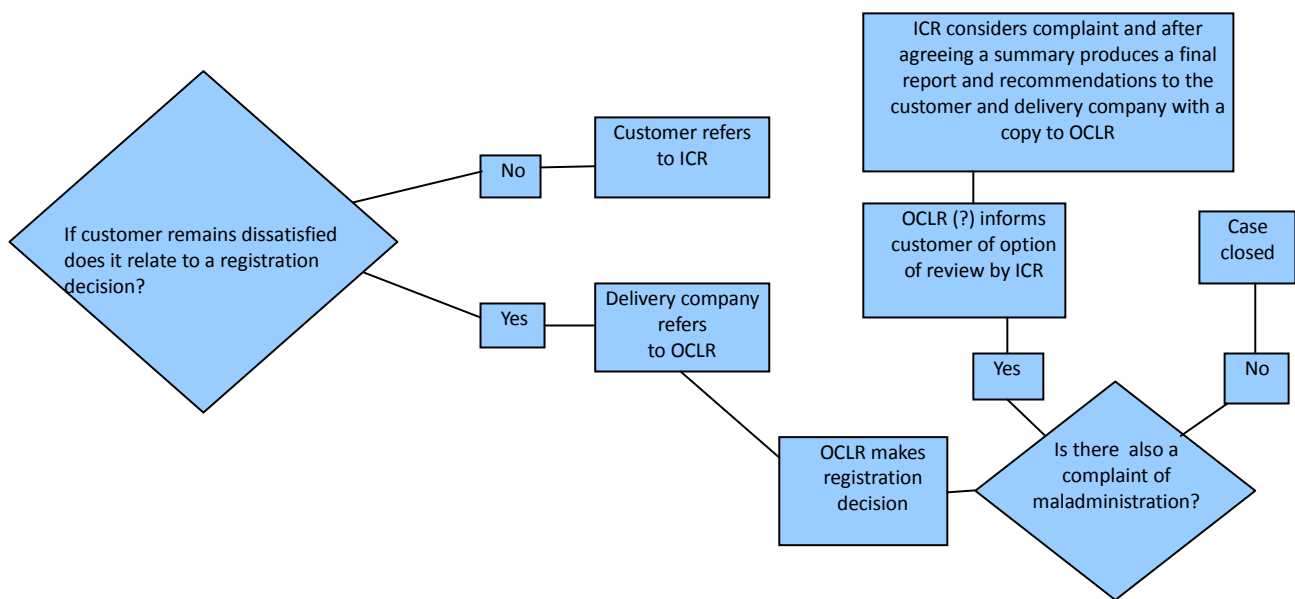 If customer remains dissatisfied
does it relate to a registration
decision?
No
Customer refers
to ICR
Yes
Delivery company
refers
to OCLR
OCLR makes
registration
decision
Is there also a
complaint of
maladministration?
Yes
No
OCLR (?) informs
customer of option
of review by ICR
Case
closed
ICR considers complaint and after
agreeing a summary produces a final
report and recommendations to the
customer and delivery company with a
copy to OCLR